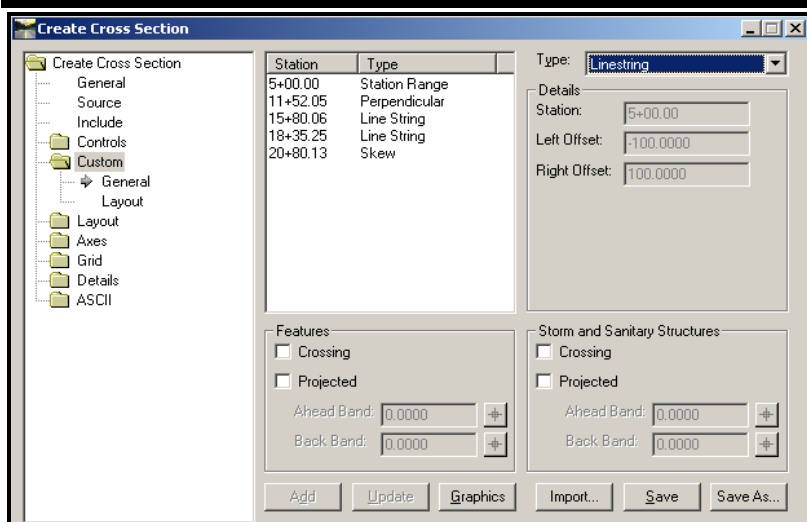 Create Cross Section
Create Cross Section
General
Source
Include
Controls
Custom
General
Layout
Layout
Axes
Grid
Details
ASCII
Station Type
5+00.00 Station Range
11+52.05 Perpendicular
15+80.06 Line String
18+35.25 Line String
20+80.13 Skew
Type: Linestring
Details
Station: 5+00.00
Left Offset: -100.0000
Right Offset: 100.0000
Features
Crossing
Projected
Ahead Band: 0.0000
Back Band: 0.0000
Storm and Sanitary Structures
Crossing
Projected
Ahead Band: 0.0000
Back Band: 0.0000
Add Update Graphics Import... Save Save As...